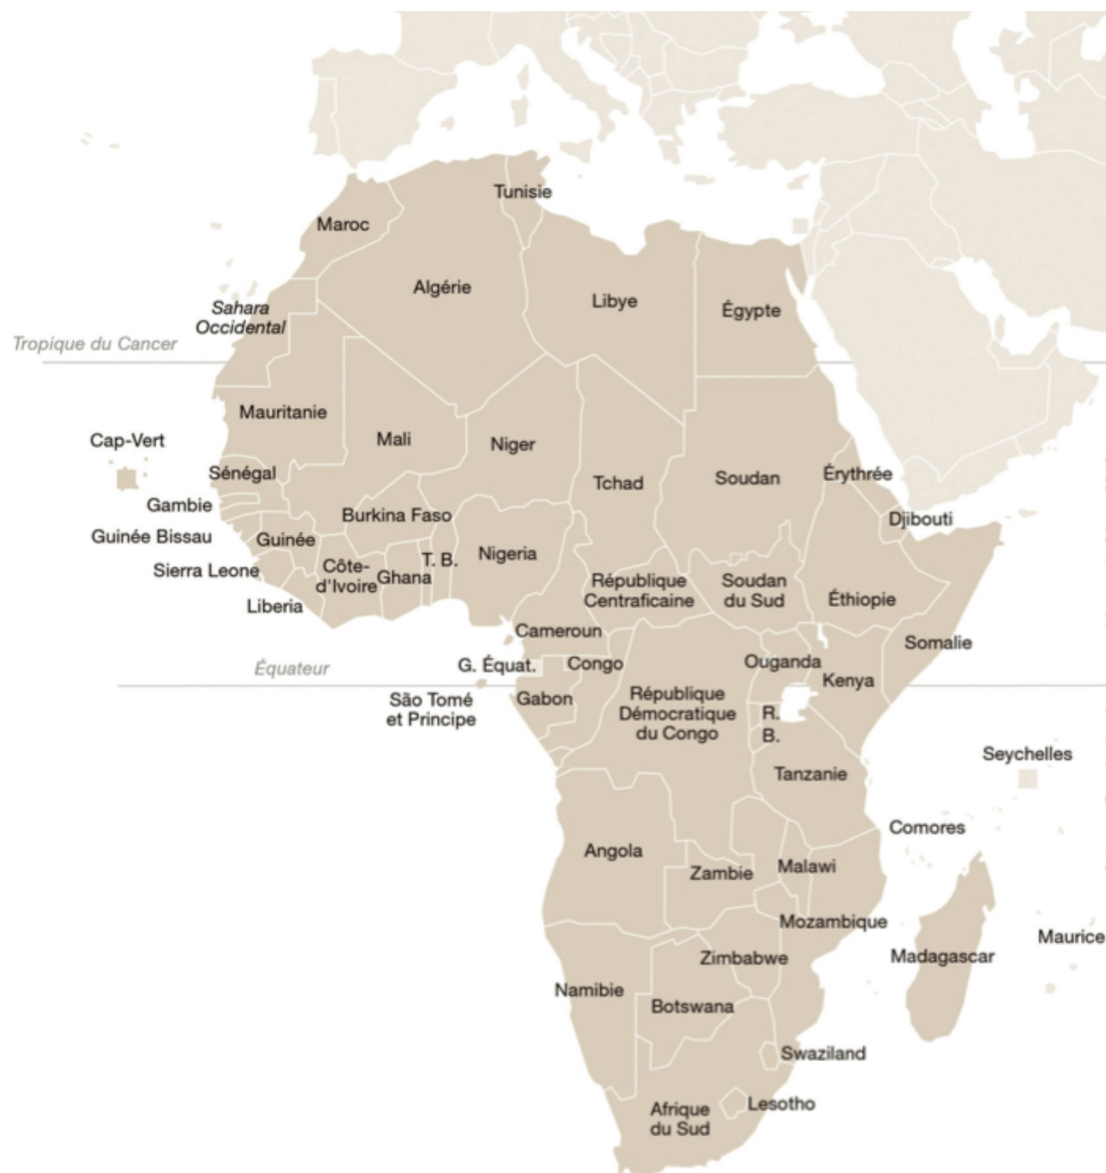 Tunisie
Maroc
Algérie
Libye
Égypte
Sahara
Occidental
Tropique du Cancer
Mauritanie
Mali
Niger
Cap-Vert
Sénégal
Tchad
Soudan
Érythrée
Gambie
Burkina Faso
Djibouti
Guinée Bissau
Guinée
Nigeria
T. B.
Sierra Leone
Côte-
d'Ivoire
Ghana
République
Centraficaine
Soudan
du Sud
Éthiopie
Liberia
Cameroun
Somalie
Équateur
G. Équat.
Congo
Ouganda
Kenya
São Tomé
et Principe
Gabon
République
Démocratique
du Congo
R.
B.
Seychelles
Tanzanie
Comores
Angola
Zambie
Malawi
Mozambique
Maurice
Madagascar
Zimbabwe
Namibie
Botswana
Swaziland
Lesotho
Afrique
du Sud